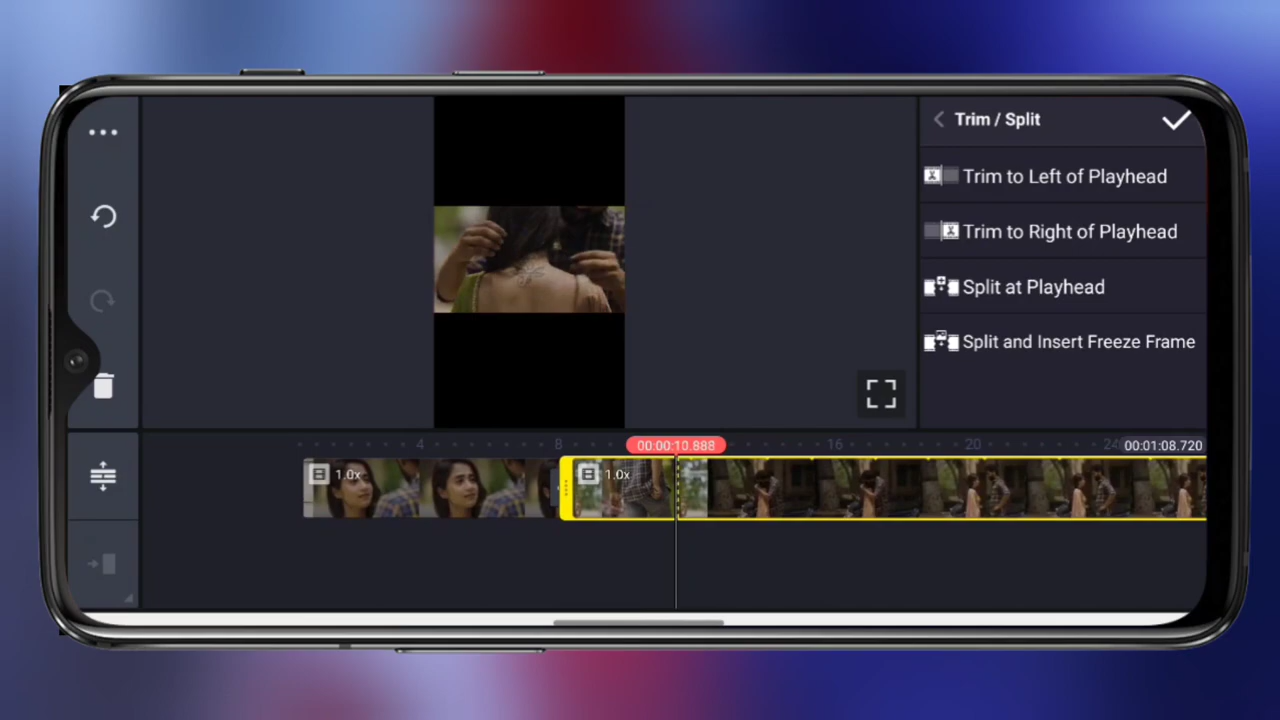 Trim / Split
Trim to Left of Playhead
Trim to Right of Playhead
Split at Playhead
Split and Insert Freeze Frame
4
8
00:00:10.888
16
20
24
00:01:08.720
1.0x
1.0x